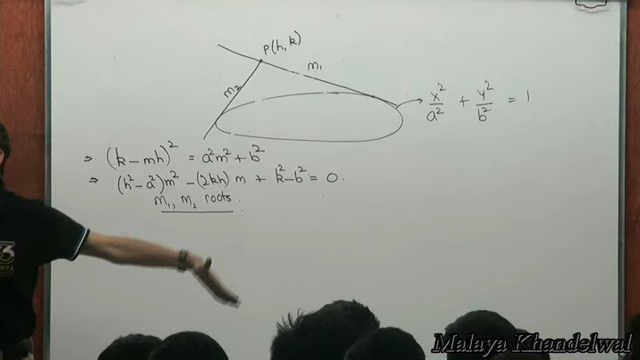 P(h, k)
m₁
m₂
x²/a² + y²/b² = 1
⇒ (k - mh)² = a²m² + b²
⇒ (h² - a²)m² - (2kh) m + k² - b² = 0.
m₁, m₂ roots.
Malaya Khandelwal